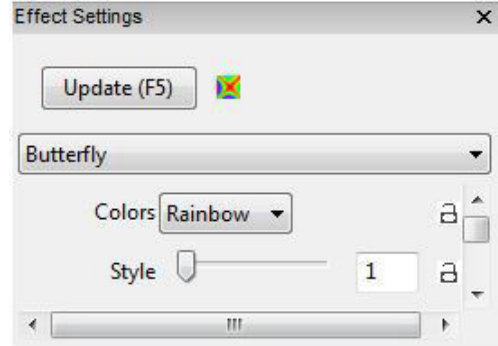 Effect Settings
Update (F5)
Butterfly
Colors Rainbow
Style 1